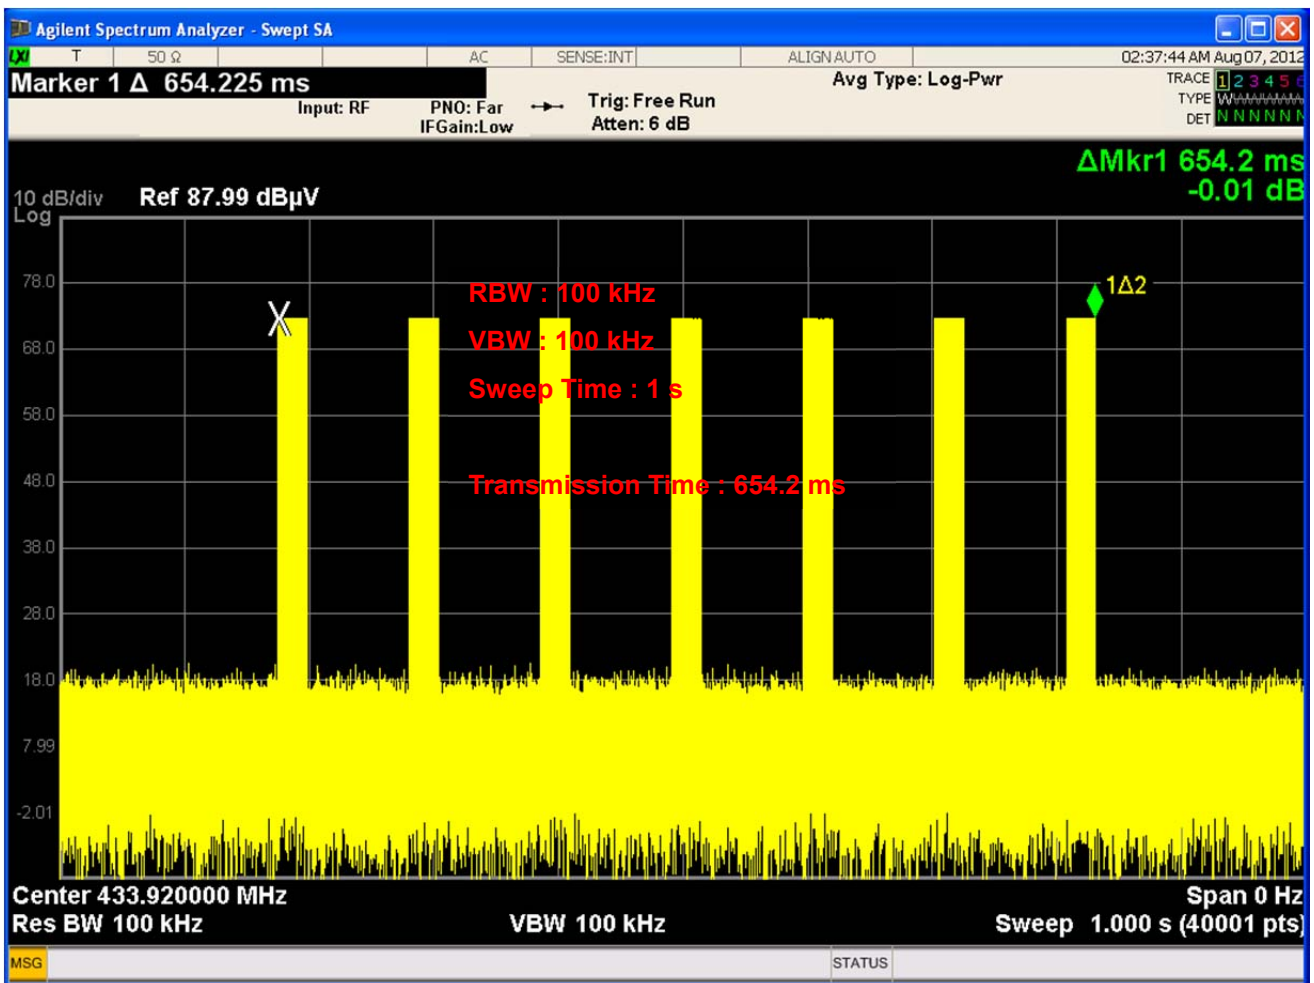 Agilent Spectrum Analyzer - Swept SA
LXI T 50 Ω AC SENSE:INT ALIGN AUTO 02:37:44 AM Aug 07, 2012
Marker 1 Δ 654.225 ms
Input: RF PNO: Far Trig: Free Run Avg Type: Log-Pwr
IFGain:Low Atten: 6 dB
TRACE 1 2 3 4 5 6
TYPE
DET N N N N N N
ΔMkr1 654.2 ms
-0.01 dB
10 dB/div Ref 87.99 dBµV
Log
78.0
68.0
58.0
48.0
38.0
28.0
18.0
7.99
-2.01
1Δ2
RBW : 100 kHz
VBW : 100 kHz
Sweep Time : 1 s
Transmission Time : 654.2 ms
Center 433.920000 MHz Span 0 Hz
Res BW 100 kHz VBW 100 kHz Sweep 1.000 s (40001 pts)
MSG STATUS